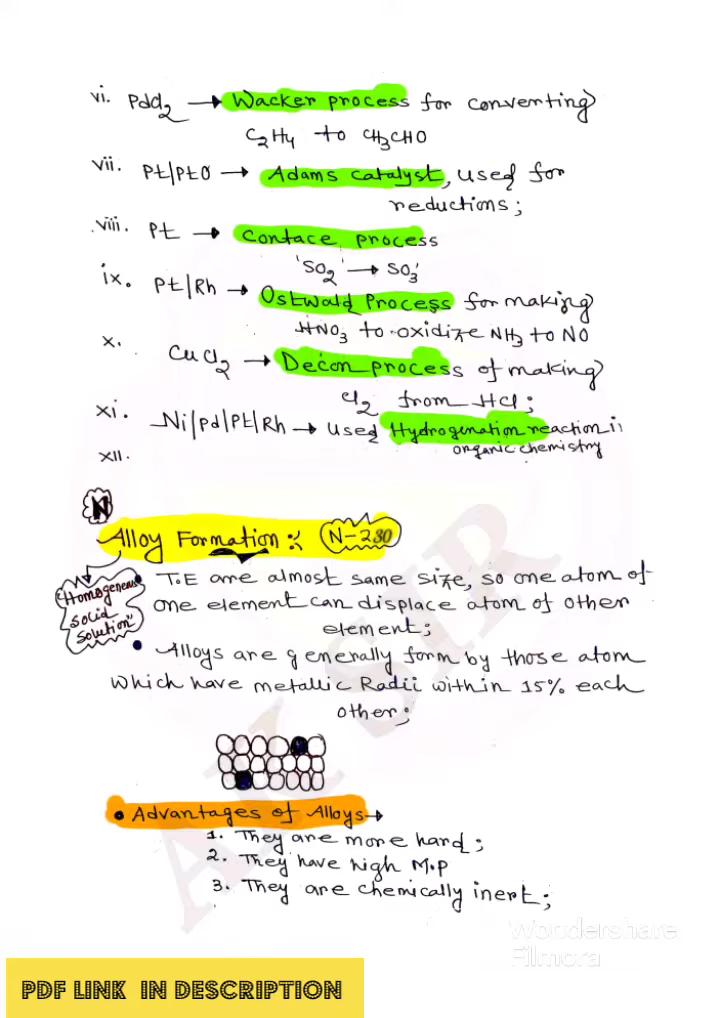 vi. PdCl2 → Wacker process for converting
C2H4 to CH3CHO
vii. Pt/PtO → Adams catalyst, used for
reductions;
viii. Pt → Contace process
'SO2' → SO3'
ix. Pt/Rh → Ostwald Process for making
HNO3 to oxidize NH3 to NO
x. CuCl2 → Decon process of making
Cl2 from HCl;
xi. Ni/Pd/Pt/Rh → used Hydrogenation reaction i
organic chemistry
xii.
N
Alloy Formation: N-230
"Homogeneous
Solid
Solution"
• T.E are almost same size, so one atom of
one element can displace atom of other
element;
• Alloys are generally form by those atom
which have metallic Radii within 15% each
other;
• Advantages of Alloys →
1. They are more hard;
2. They have high M.P
3. They are chemically inert;
AK SIR
Wondershare
Filmora
PDF LINK IN DESCRIPTION